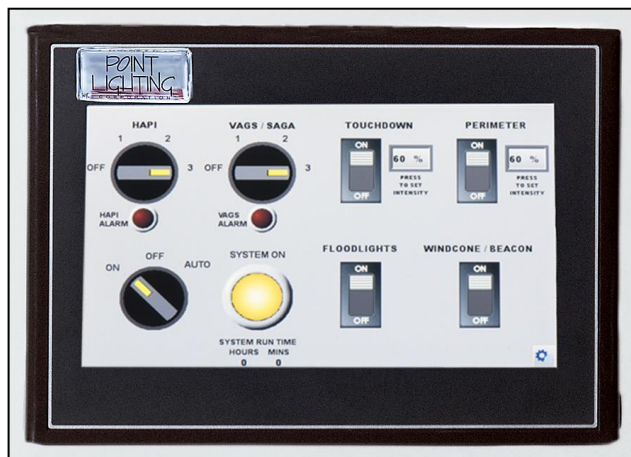 POINT
LIGHTING
CORPORATION
HAPI
1 2
OFF 3
HAPI
ALARM
VAGS / SAGA
1 2
OFF 3
VAGS
ALARM
TOUCHDOWN
ON
OFF
60 %
PRESS
TO SET
INTENSITY
PERIMETER
ON
OFF
60 %
PRESS
TO SET
INTENSITY
OFF
ON AUTO
SYSTEM ON
SYSTEM RUN TIME
HOURS MINS
0 0
FLOODLIGHTS
ON
OFF
WINDCONE / BEACON
ON
OFF